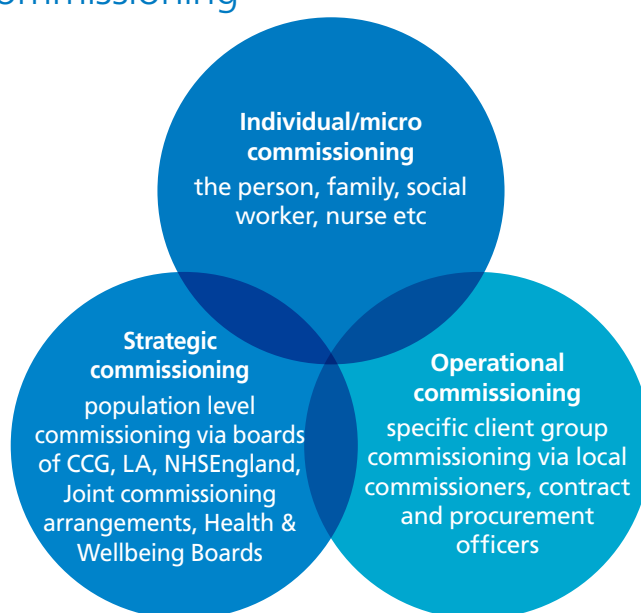 ommissioning
Individual/micro
commissioning
the person, family, social
worker, nurse etc
Strategic
commissioning
population level
commissioning via boards
of CCG, LA, NHSEngland,
Joint commissioning
arrangements, Health &
Wellbeing Boards
Operational
commissioning
specific client group
commissioning via local
commissioners, contract
and procurement
officers